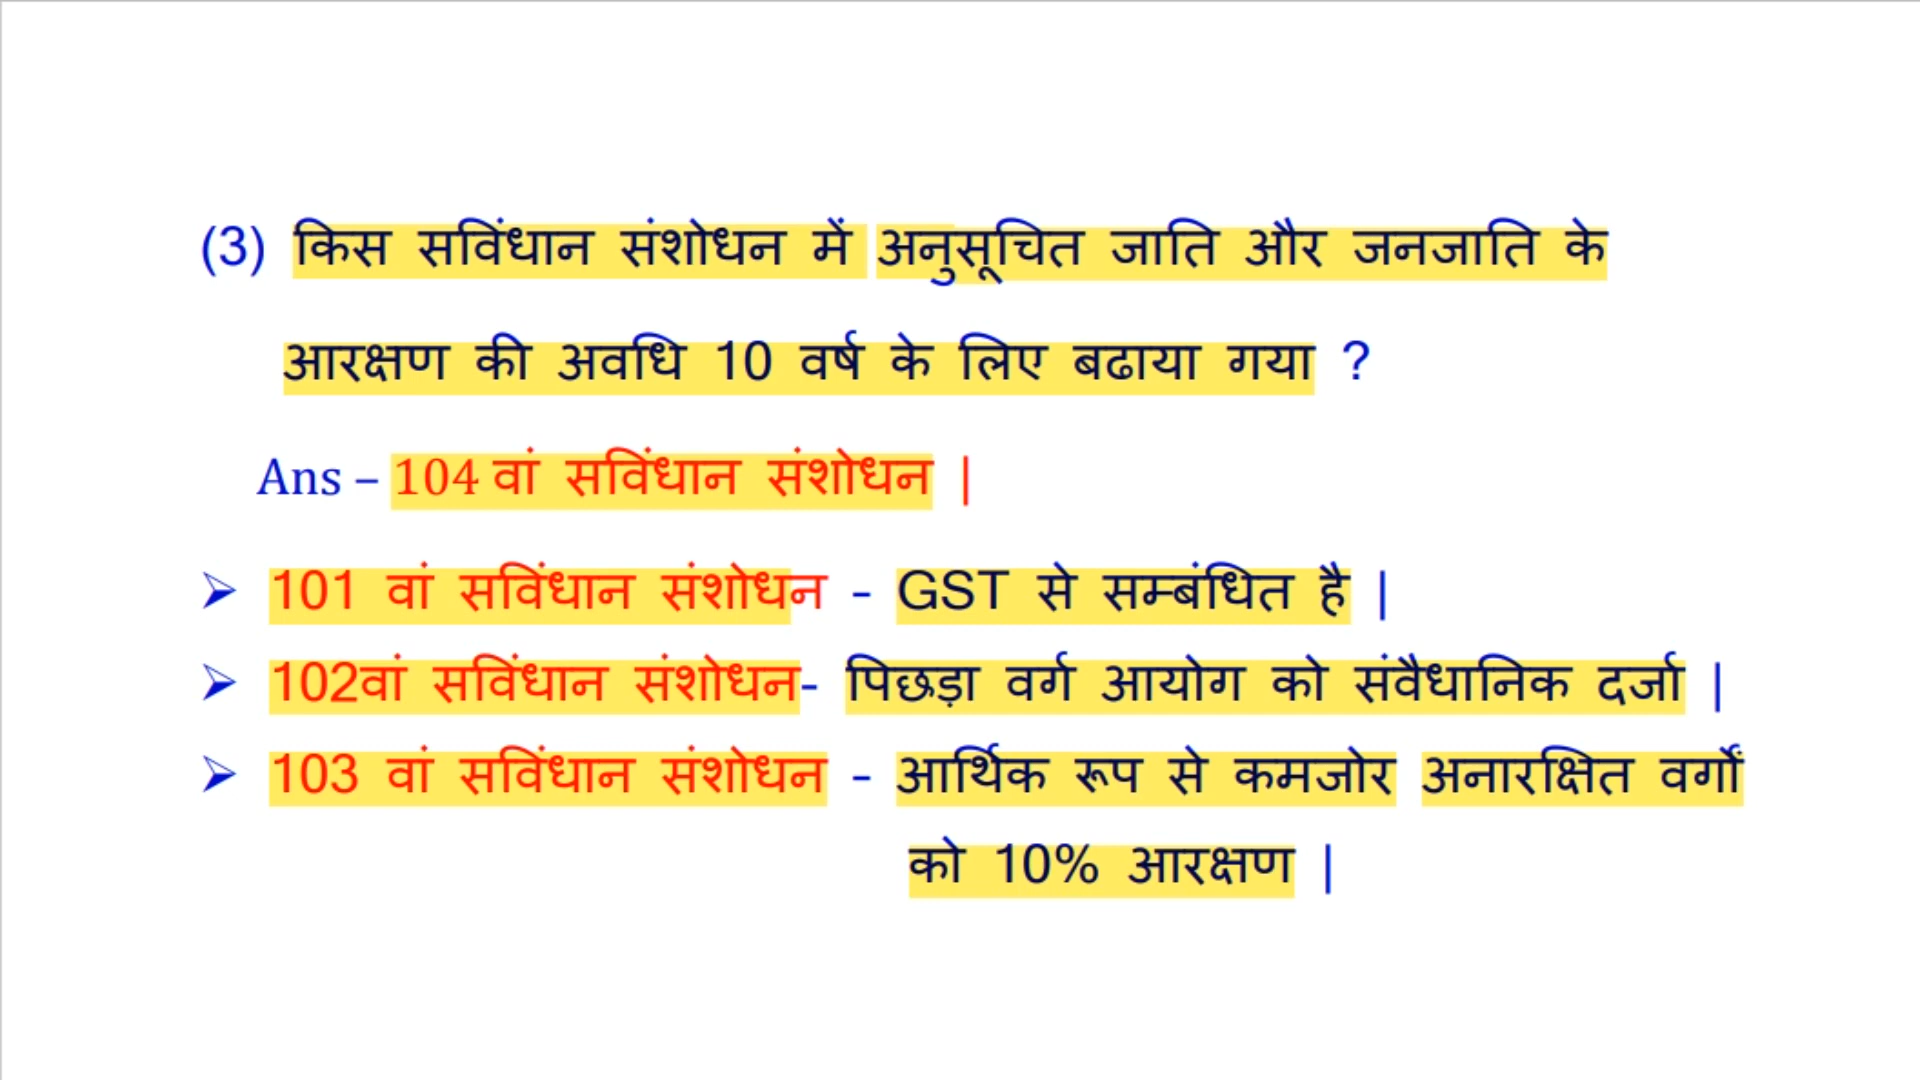 (3) किस सविंधान संशोधन में अनुसूचित जाति और जनजाति के
आरक्षण की अवधि 10 वर्ष के लिए बढाया गया ?
Ans – 104 वां सविंधान संशोधन |
➢ 101 वां सविंधान संशोधन - GST से सम्बंधित है |
➢ 102वां सविंधान संशोधन- पिछड़ा वर्ग आयोग को संवैधानिक दर्जा |
➢ 103 वां सविंधान संशोधन - आर्थिक रूप से कमजोर अनारक्षित वर्गों
को 10% आरक्षण |